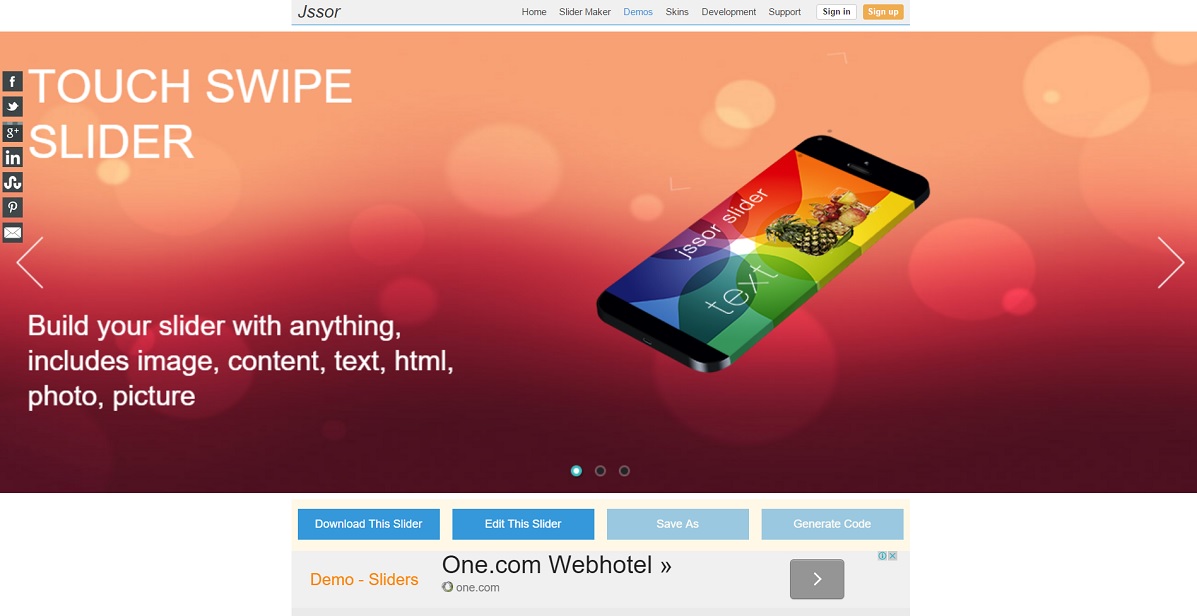 Jssor
Home Slider Maker Demos Skins Development Support Sign in Sign up
TOUCH SWIPE
SLIDER
jssor slider
text
Build your slider with anything,
includes image, content, text, html,
photo, picture
Download This Slider Edit This Slider Save As Generate Code
Demo - Sliders
One.com Webhotel »
one.com